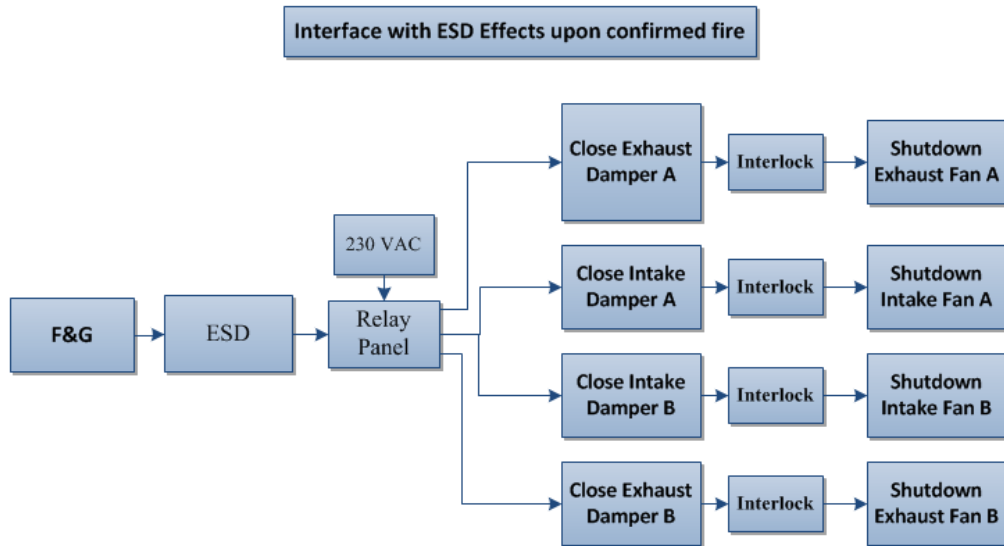 Interface with ESD Effects upon confirmed fire
Close Exhaust
Damper A
Interlock
Shutdown
Exhaust Fan A
230 VAC
Close Intake
Damper A
Interlock
Shutdown
Intake Fan A
F&G
ESD
Relay
Panel
Close Intake
Damper B
Interlock
Shutdown
Intake Fan B
Close Exhaust
Damper B
Interlock
Shutdown
Exhaust Fan B